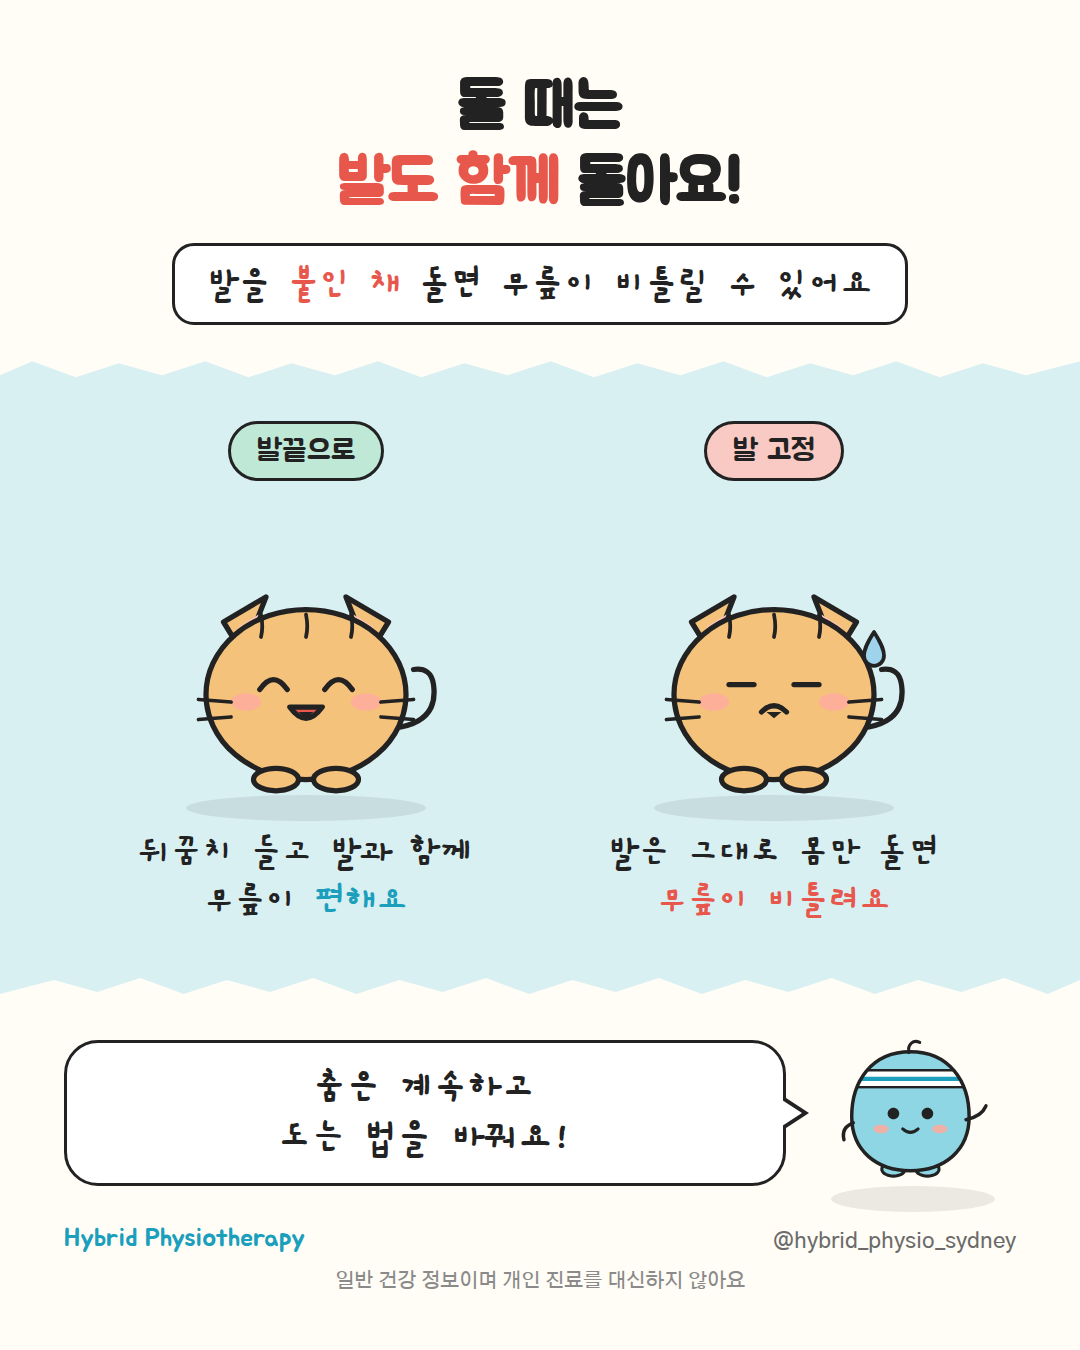 돌 때는
발도 함께 돌아요!
발을 붙인 채 돌면 무릎이 비틀릴 수 있어요
발끝으로
발 고정
뒤꿈치 들고 발과 함께
무릎이 편해요
발은 그대로 몸만 돌면
무릎이 비틀려요
춤은 계속하고
도는 법을 바꿔요!
Hybrid Physiotherapy
@hybrid_physio_sydney
일반 건강 정보이며 개인 진료를 대신하지 않아요